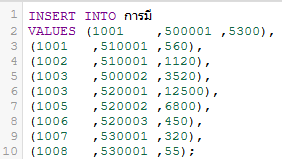 1 INSERT INTO การมี
2 VALUES (1001 ,500001 ,5300),
3 (1001 ,510001 ,560),
4 (1002 ,510001 ,1120),
5 (1003 ,500002 ,3520),
6 (1003 ,520001 ,12500),
7 (1005 ,520002 ,6800),
8 (1006 ,520003 ,450),
9 (1007 ,530001 ,320),
10 (1008 ,530001 ,55);